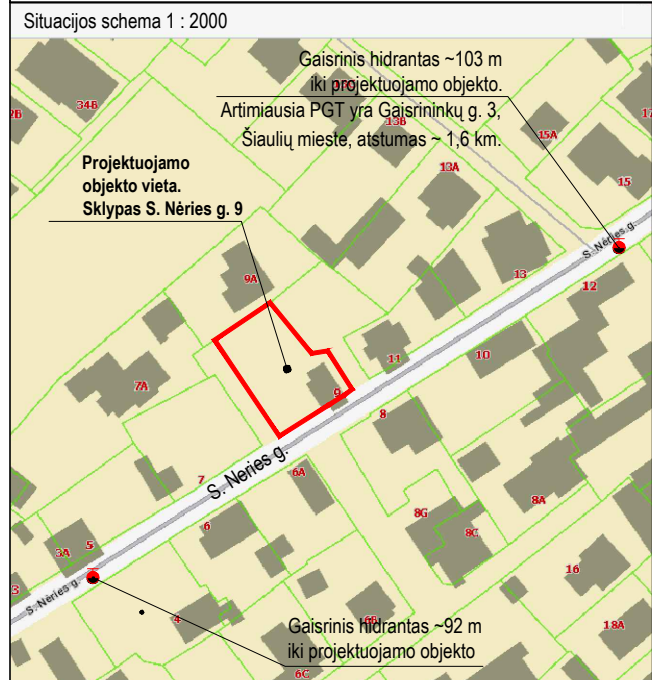 Situacijos schema 1 : 2000
Gaisrinis hidrantas ~103 m
iki projektuojamo objekto.
Artimiausia PGT yra Gaisrininkų g. 3,
Šiaulių mieste, atstumas ~ 1,6 km.
34B
13B
15A
15
13A
Projektuojamo
objekto vieta.
Sklypas S. Nėries g. 9
S. Nėries g.
9A
13
12
11
10
7A
9
8
7
S. Neries g.
6A
8A
8G
8C
6
5
3A
3
S. Nėries g.
16
4
6B
18A
Gaisrinis hidrantas ~92 m
iki projektuojamo objekto
6C